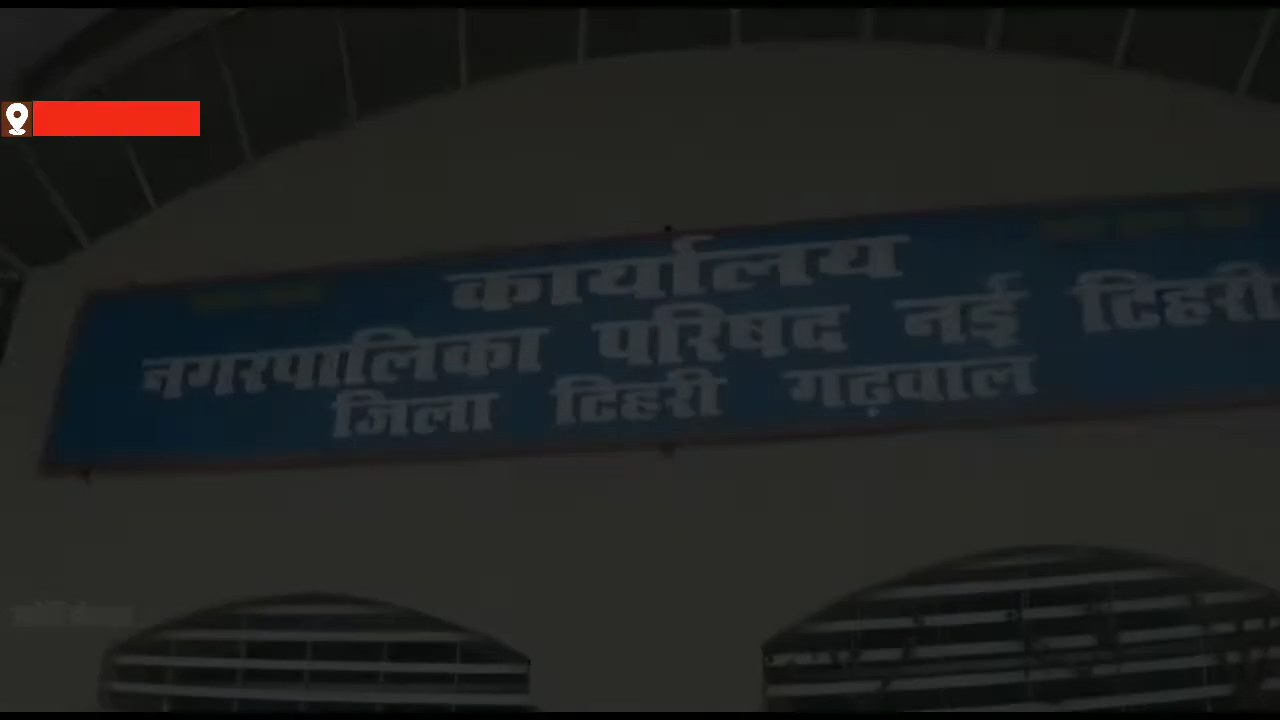 कार्यालय
नगरपालिका परिषद नई टिहरी
जिला टिहरी गढ़वाल